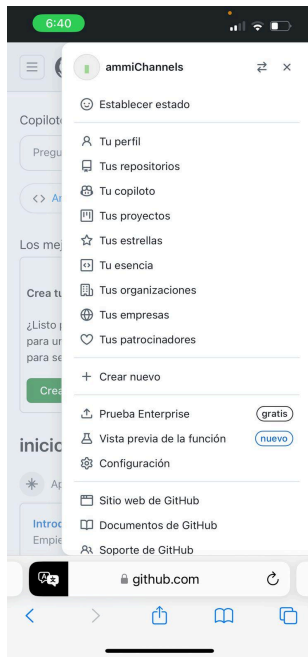 6:40
ammiChannels
Establecer estado
Copilot
Pregu
Tu perfil
Tus repositorios
Tu copiloto
Tus proyectos
Tus estrellas
Tu esencia
Tus organizaciones
Tus empresas
Tus patrocinadores
Los mej
Crea tu
¿Listo p
para un
para se
Crea
Crear nuevo
Prueba Enterprise gratis
Vista previa de la función nuevo
Configuración
inicio
Ap
Introd
Empie
Sitio web de GitHub
Documentos de GitHub
Soporte de GitHub
github.com